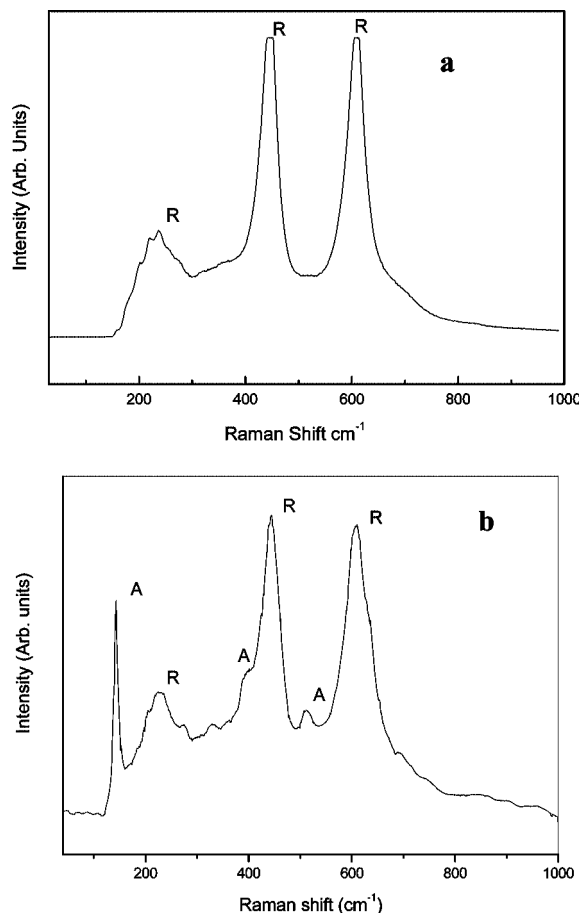 R
R
a
R
Intensity (Arb. Units)
200
400
600
800
1000
Raman Shift cm-1
R
R
b
A
R
A
A
Intensity (Arb. units)
200
400
600
800
1000
Raman shift (cm-1)